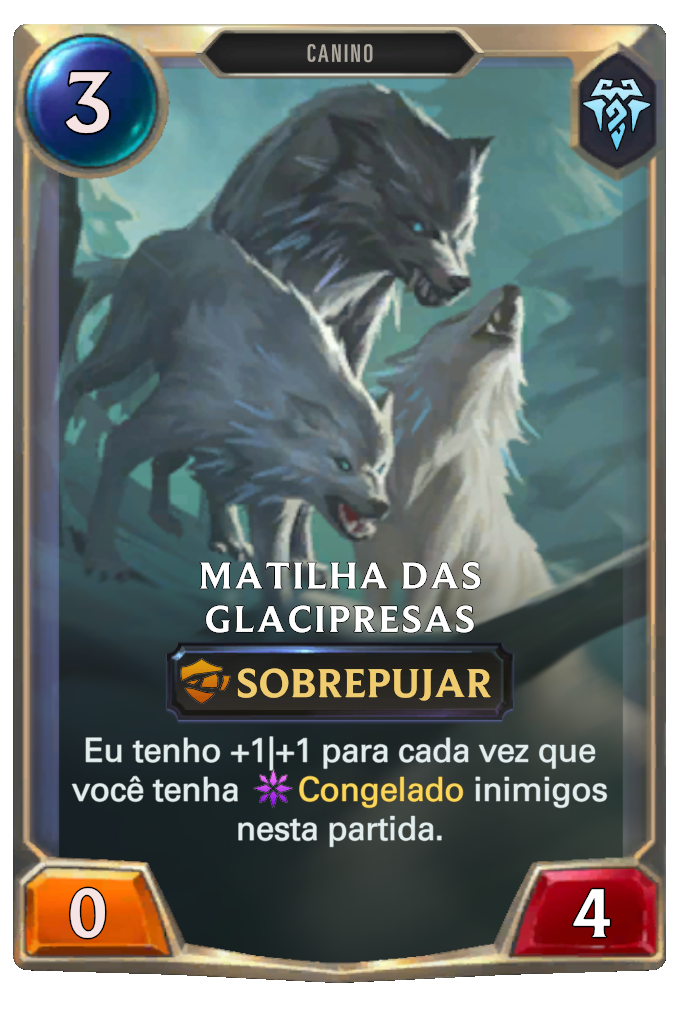 3
CANINO
MATILHA DAS
GLACIPRESAS
SOBREPUJAR
Eu tenho +1|+1 para cada vez que
você tenha Congelado inimigos
nesta partida.
0
4